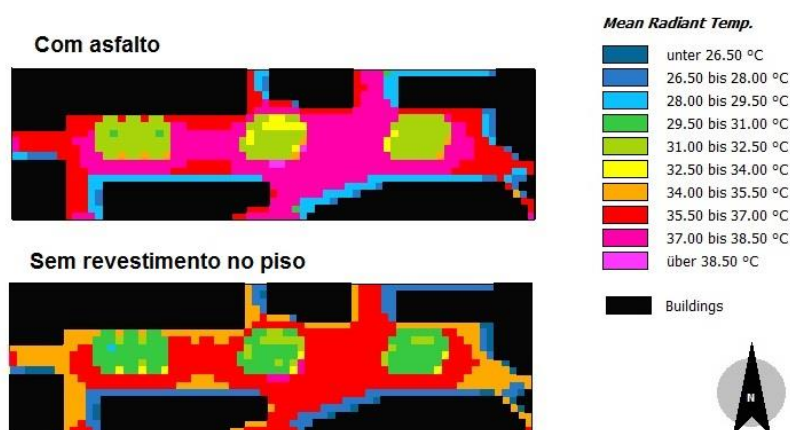 Com asfalto
Sem revestimento no piso
Mean Radiant Temp.
unter 26.50 °C
26.50 bis 28.00 °C
28.00 bis 29.50 °C
29.50 bis 31.00 °C
31.00 bis 32.50 °C
32.50 bis 34.00 °C
34.00 bis 35.50 °C
35.50 bis 37.00 °C
37.00 bis 38.50 °C
über 38.50 °C
Buildings
N